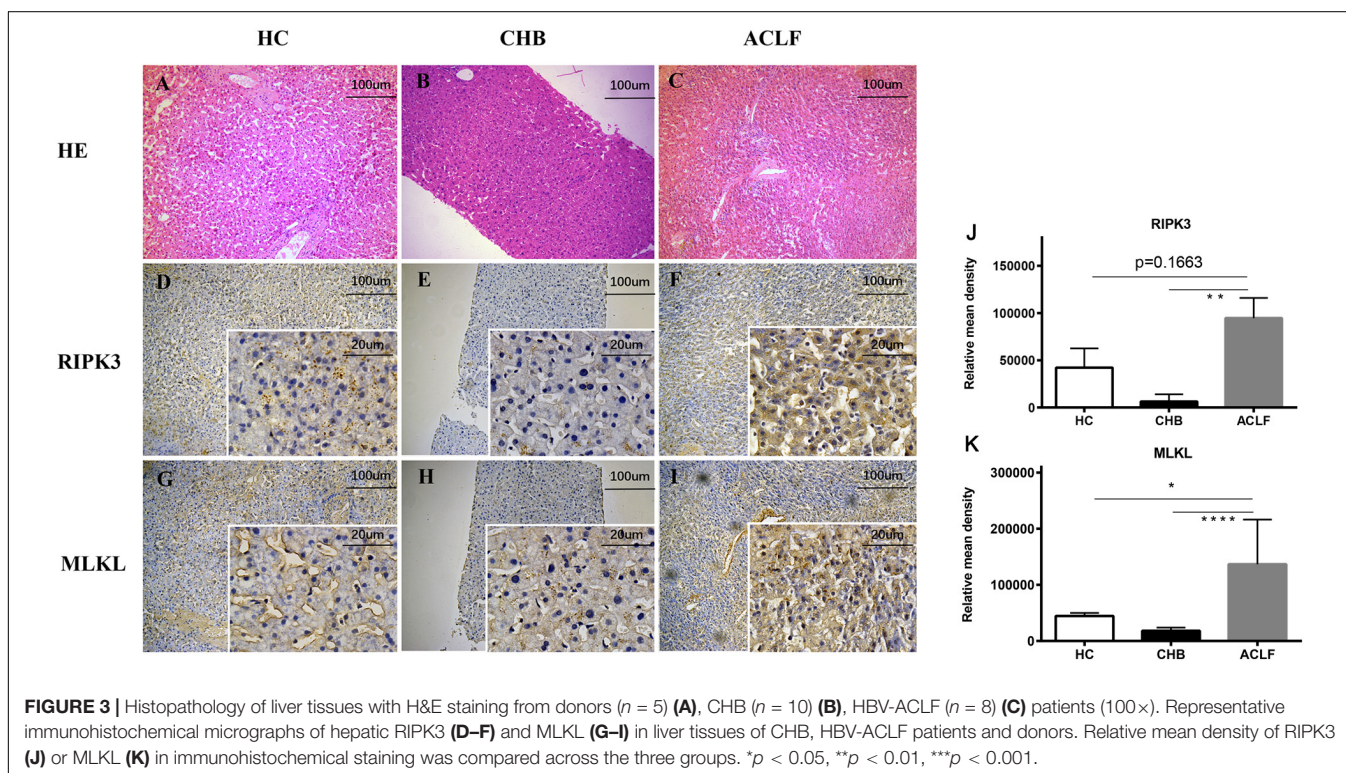 HC CHB ACLF
HE
A 100um
B 100um
C 100um
RIPK3
D 100um
20um
E 100um
20um
F 100um
20um
MLKL
G 100um
20um
H 100um
20um
I 100um
20um
J
RIPK3
Relative mean density
150000
100000
50000
0
p=0.1663
**
HC CHB ACLF
K
MLKL
Relative mean density
300000
200000
100000
0
*
****
HC CHB ACLF
FIGURE 3 | Histopathology of liver tissues with H&E staining from donors (n = 5) (A), CHB (n = 10) (B), HBV-ACLF (n = 8) (C) patients (100×). Representative
immunohistochemical micrographs of hepatic RIPK3 (D–F) and MLKL (G–I) in liver tissues of CHB, HBV-ACLF patients and donors. Relative mean density of RIPK3
(J) or MLKL (K) in immunohistochemical staining was compared across the three groups. *p < 0.05, **p < 0.01, ***p < 0.001.